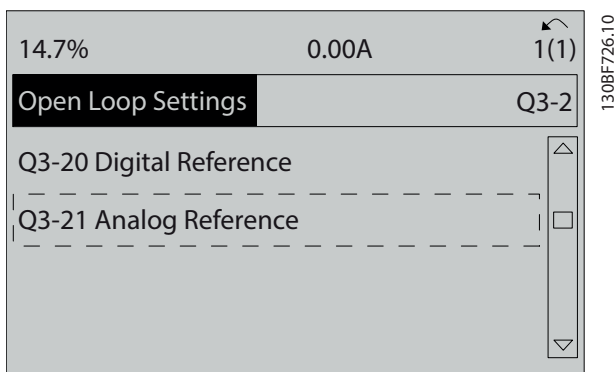 14.7% 0.00A 1(1)
Open Loop Settings Q3-2
Q3-20 Digital Reference
Q3-21 Analog Reference
130BF726.10